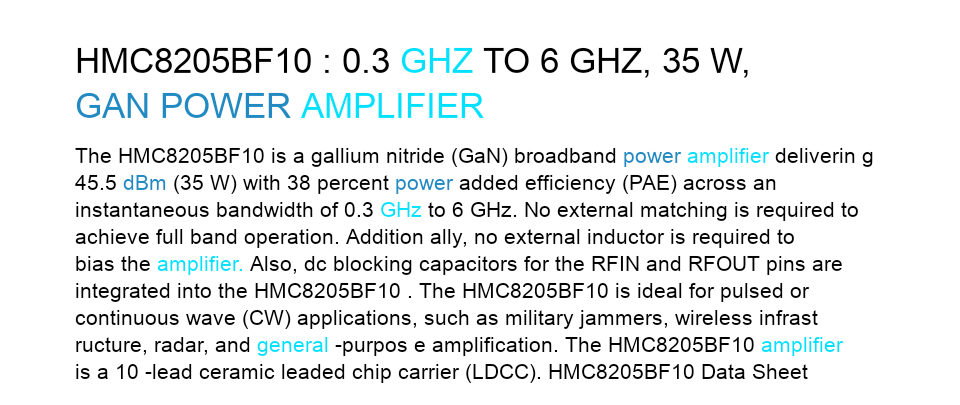 HMC8205BF10 : 0.3 GHZ TO 6 GHZ, 35 W,
GAN POWER AMPLIFIER
The HMC8205BF10 is a gallium nitride (GaN) broadband power amplifier deliverin g
45.5 dBm (35 W) with 38 percent power added efficiency (PAE) across an
instantaneous bandwidth of 0.3 GHz to 6 GHz. No external matching is required to
achieve full band operation. Addition ally, no external inductor is required to
bias the amplifier. Also, dc blocking capacitors for the RFIN and RFOUT pins are
integrated into the HMC8205BF10 . The HMC8205BF10 is ideal for pulsed or
continuous wave (CW) applications, such as military jammers, wireless infrast
ructure, radar, and general -purpos e amplification. The HMC8205BF10 amplifier
is a 10 -lead ceramic leaded chip carrier (LDCC). HMC8205BF10 Data Sheet